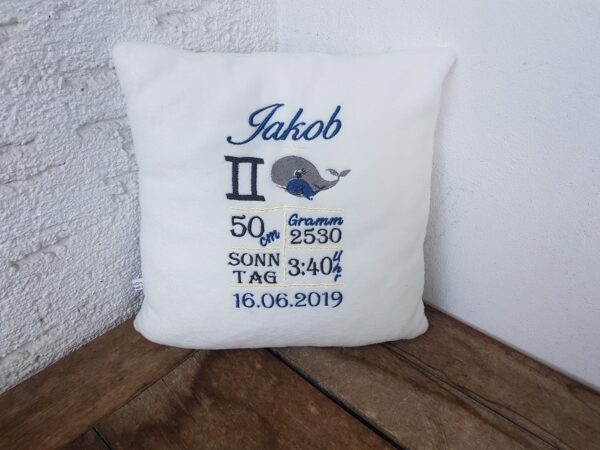 Jakob
II
50 cm Gramm 2530
SONN TAG 3:40 Uhr
16.06.2019